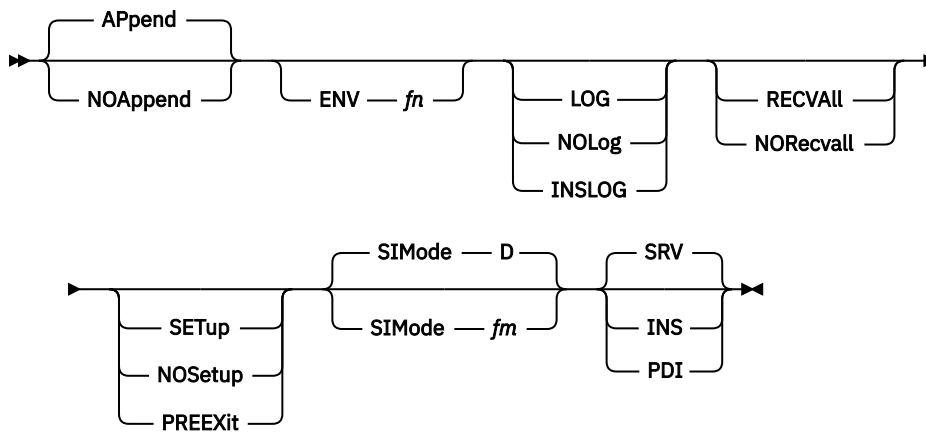 APpend
NOAppend
ENV fn
LOG
NOLog
INSLOG
RECVAll
NORecvall
SETup
NOSetup
PREEXit
SIMode D
SIMode fm
SRV
INS
PDI